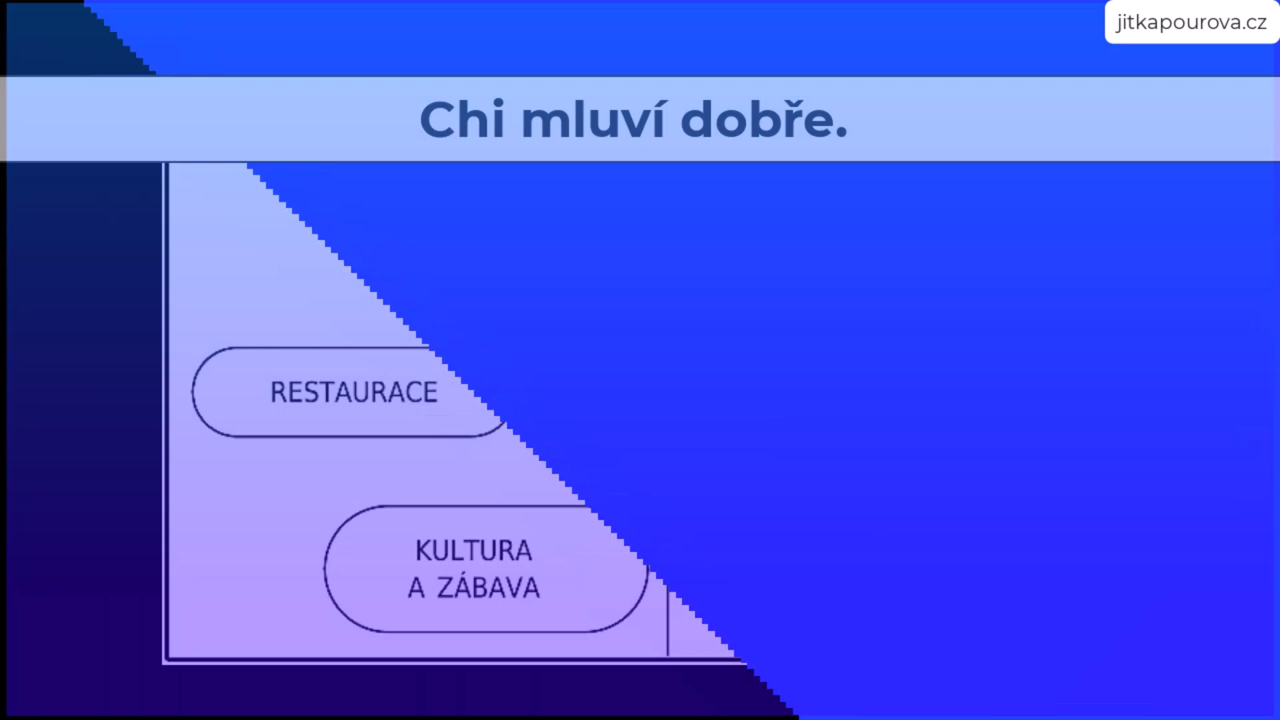 jitkapourova.cz
Chi mluví dobře.
RESTAURACE
KULTURA
A ZÁBAVA